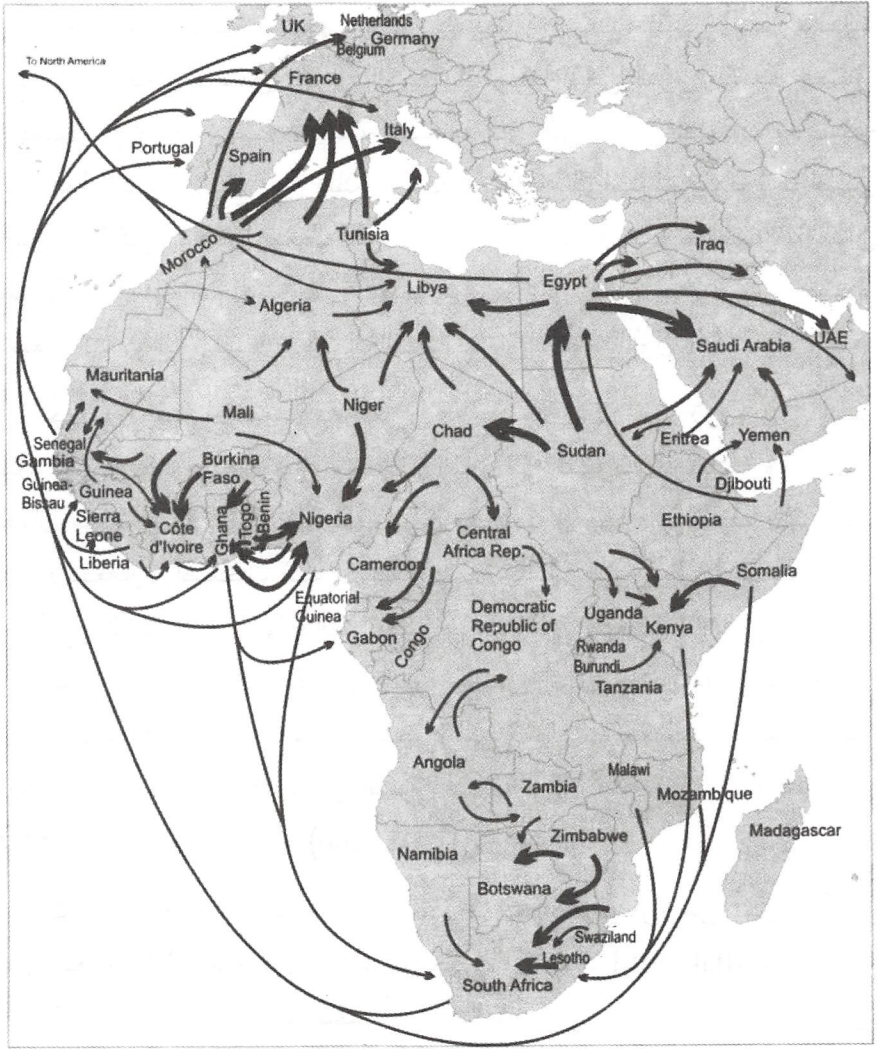 UK
Netherlands
Belgium
Germany
To North America
France
Italy
Portugal
Spain
Morocco
Tunisia
Iraq
Algeria
Libya
Egypt
Saudi Arabia
UAE
Mauritania
Mali
Niger
Chad
Sudan
Eritrea
Yemen
Senegal
Gambia
Burkina
Faso
Djibouti
Guinea-
Bissau
Guinea
Sierra
Leone
Côte
d'Ivoire
Ghana
Togo
Benin
Nigeria
Ethiopia
Liberia
Cameroon
Central
Africa Rep.
Somalia
Equatorial
Guinea
Gabon
Congo
Democratic
Republic of
Congo
Uganda
Kenya
Rwanda
Burundi
Tanzania
Angola
Malawi
Zambia
Mozambique
Namibia
Zimbabwe
Madagascar
Botswana
Swaziland
Lesotho
South Africa